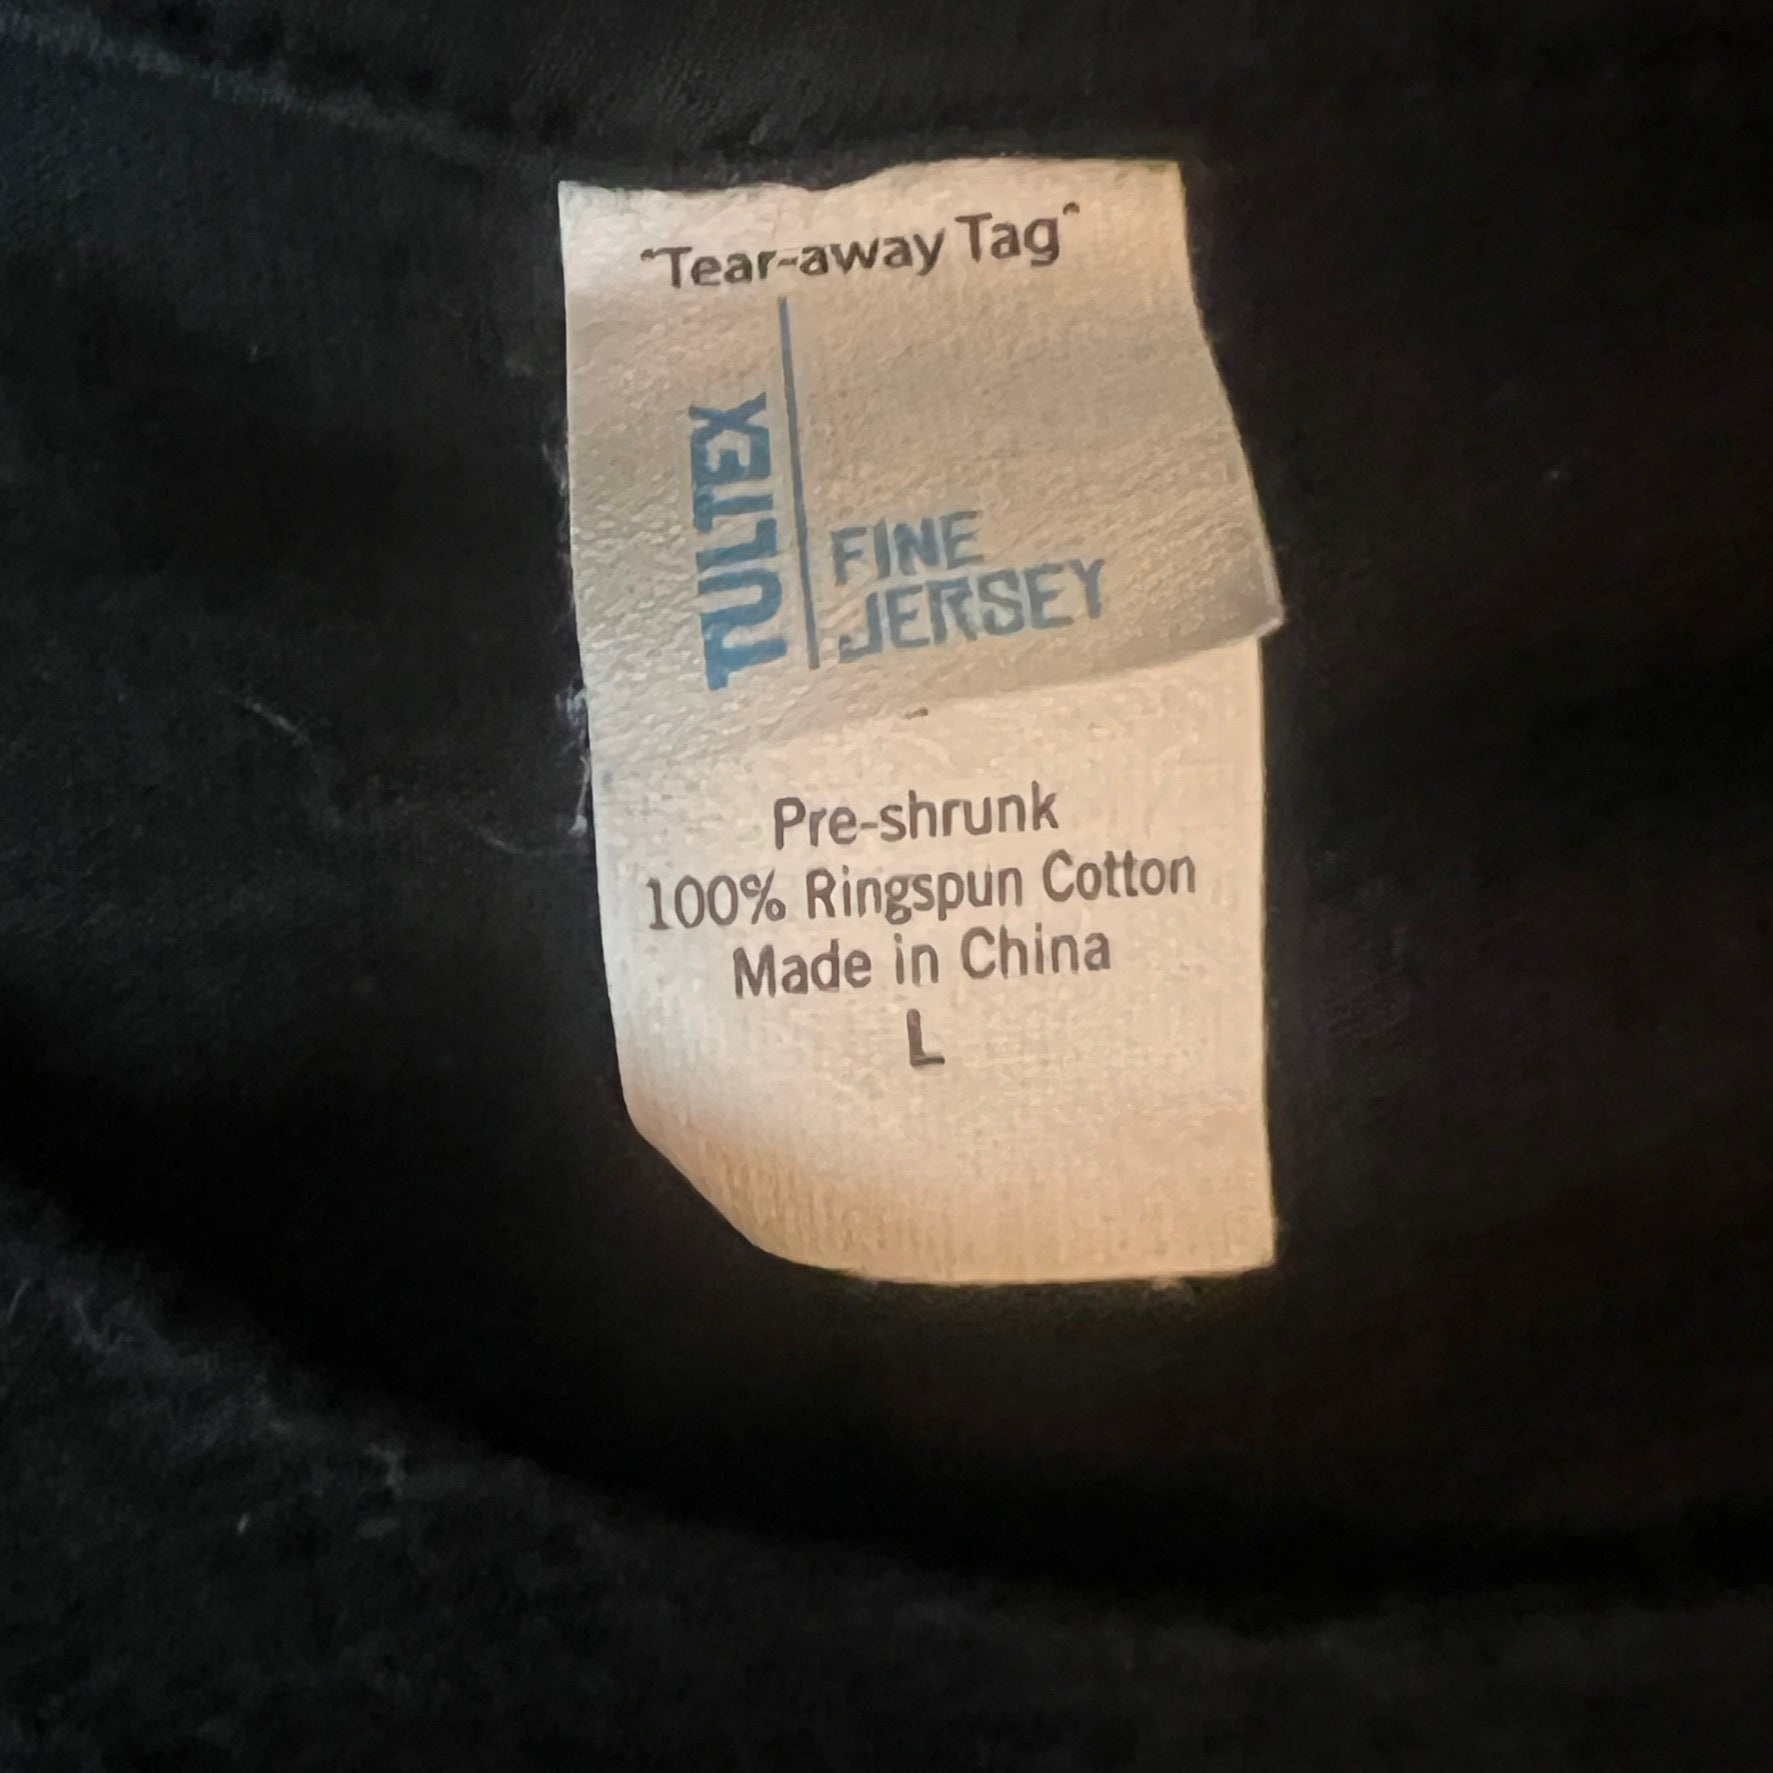 "Tear-away Tag"
TULTEX
FINE
JERSEY
Pre-shrunk
100% Ringspun Cotton
Made in China
L